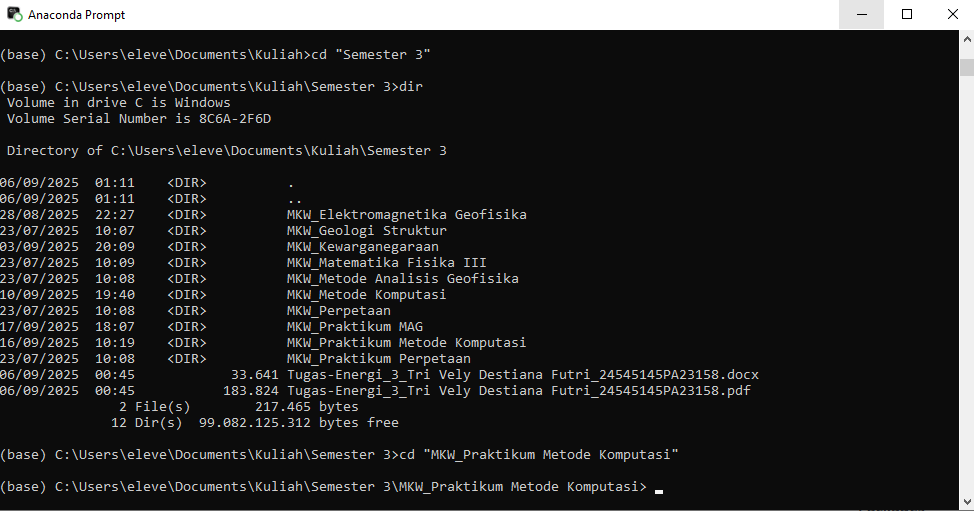 Anaconda Prompt
(base) C:\Users\eleve\Documents\Kuliah>cd "Semester 3"
(base) C:\Users\eleve\Documents\Kuliah\Semester 3>dir
 Volume in drive C is Windows
 Volume Serial Number is 8C6A-2F6D
 Directory of C:\Users\eleve\Documents\Kuliah\Semester 3
06/09/2025  01:11    <DIR>          .
06/09/2025  01:11    <DIR>          ..
28/08/2025  22:27    <DIR>          MKW_Elektromagnetika Geofisika
23/07/2025  10:07    <DIR>          MKW_Geologi Struktur
03/09/2025  20:09    <DIR>          MKW_Kewarganegaraan
23/07/2025  10:09    <DIR>          MKW_Matematika Fisika III
23/07/2025  10:08    <DIR>          MKW_Metode Analisis Geofisika
10/09/2025  19:40    <DIR>          MKW_Metode Komputasi
23/07/2025  10:08    <DIR>          MKW_Perpetaan
17/09/2025  18:07    <DIR>          MKW_Praktikum MAG
16/09/2025  10:19    <DIR>          MKW_Praktikum Metode Komputasi
23/07/2025  10:08    <DIR>          MKW_Praktikum Perpetaan
06/09/2025  00:45            33.641 Tugas-Energi_3_Tri Vely Destiana Futri_24545145PA23158.docx
06/09/2025  00:45           183.824 Tugas-Energi_3_Tri Vely Destiana Futri_24545145PA23158.pdf
               2 File(s)        217.465 bytes
              12 Dir(s)  99.082.125.312 bytes free
(base) C:\Users\eleve\Documents\Kuliah\Semester 3>cd "MKW_Praktikum Metode Komputasi"
(base) C:\Users\eleve\Documents\Kuliah\Semester 3\MKW_Praktikum Metode Komputasi>